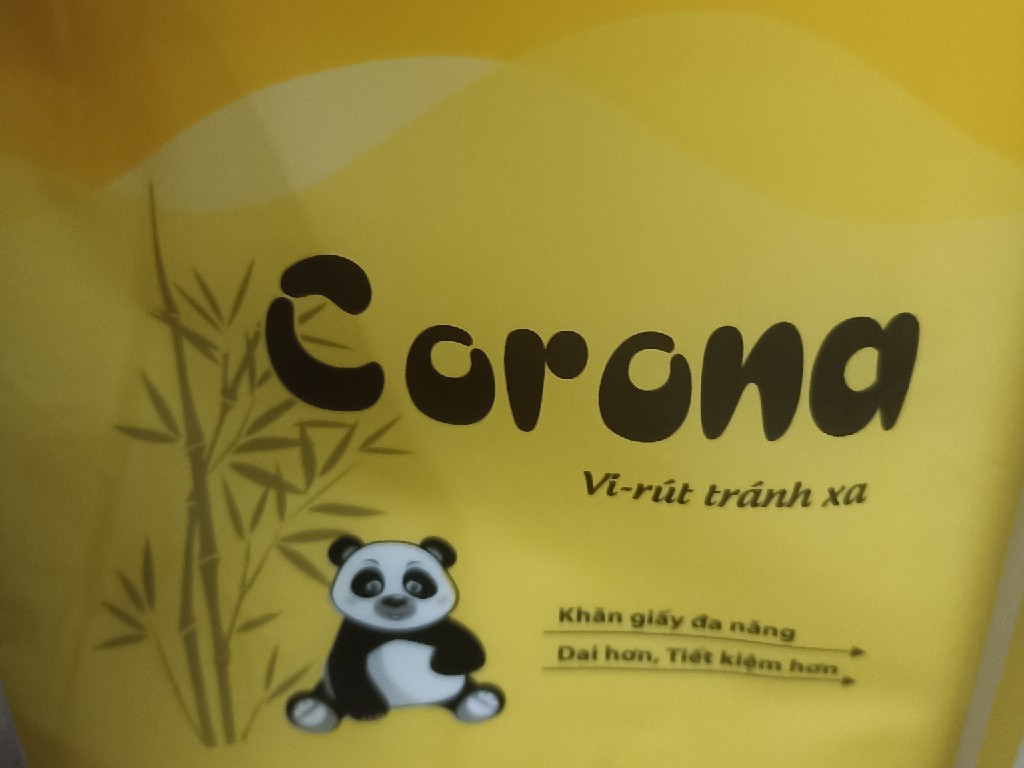 Corona
Vi-rút tránh xa
Khăn giấy đa năng
Dai hơn, Tiết kiệm hơn